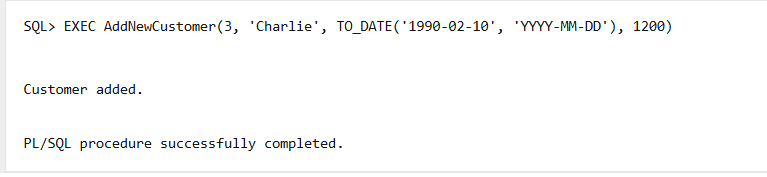 SQL> EXEC AddNewCustomer(3, 'Charlie', TO_DATE('1990-02-10', 'YYYY-MM-DD'), 1200)
Customer added.
PL/SQL procedure successfully completed.